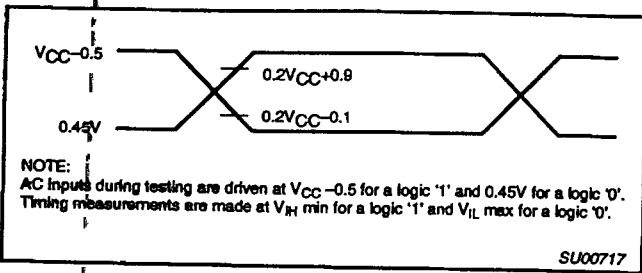 VCC–0.5
0.2VCC+0.9
0.2VCC–0.1
0.45V
NOTE:
AC inputs during testing are driven at VCC –0.5 for a logic '1' and 0.45V for a logic '0'.
Timing measurements are made at VIH min for a logic '1' and VIL max for a logic '0'.
SU00717